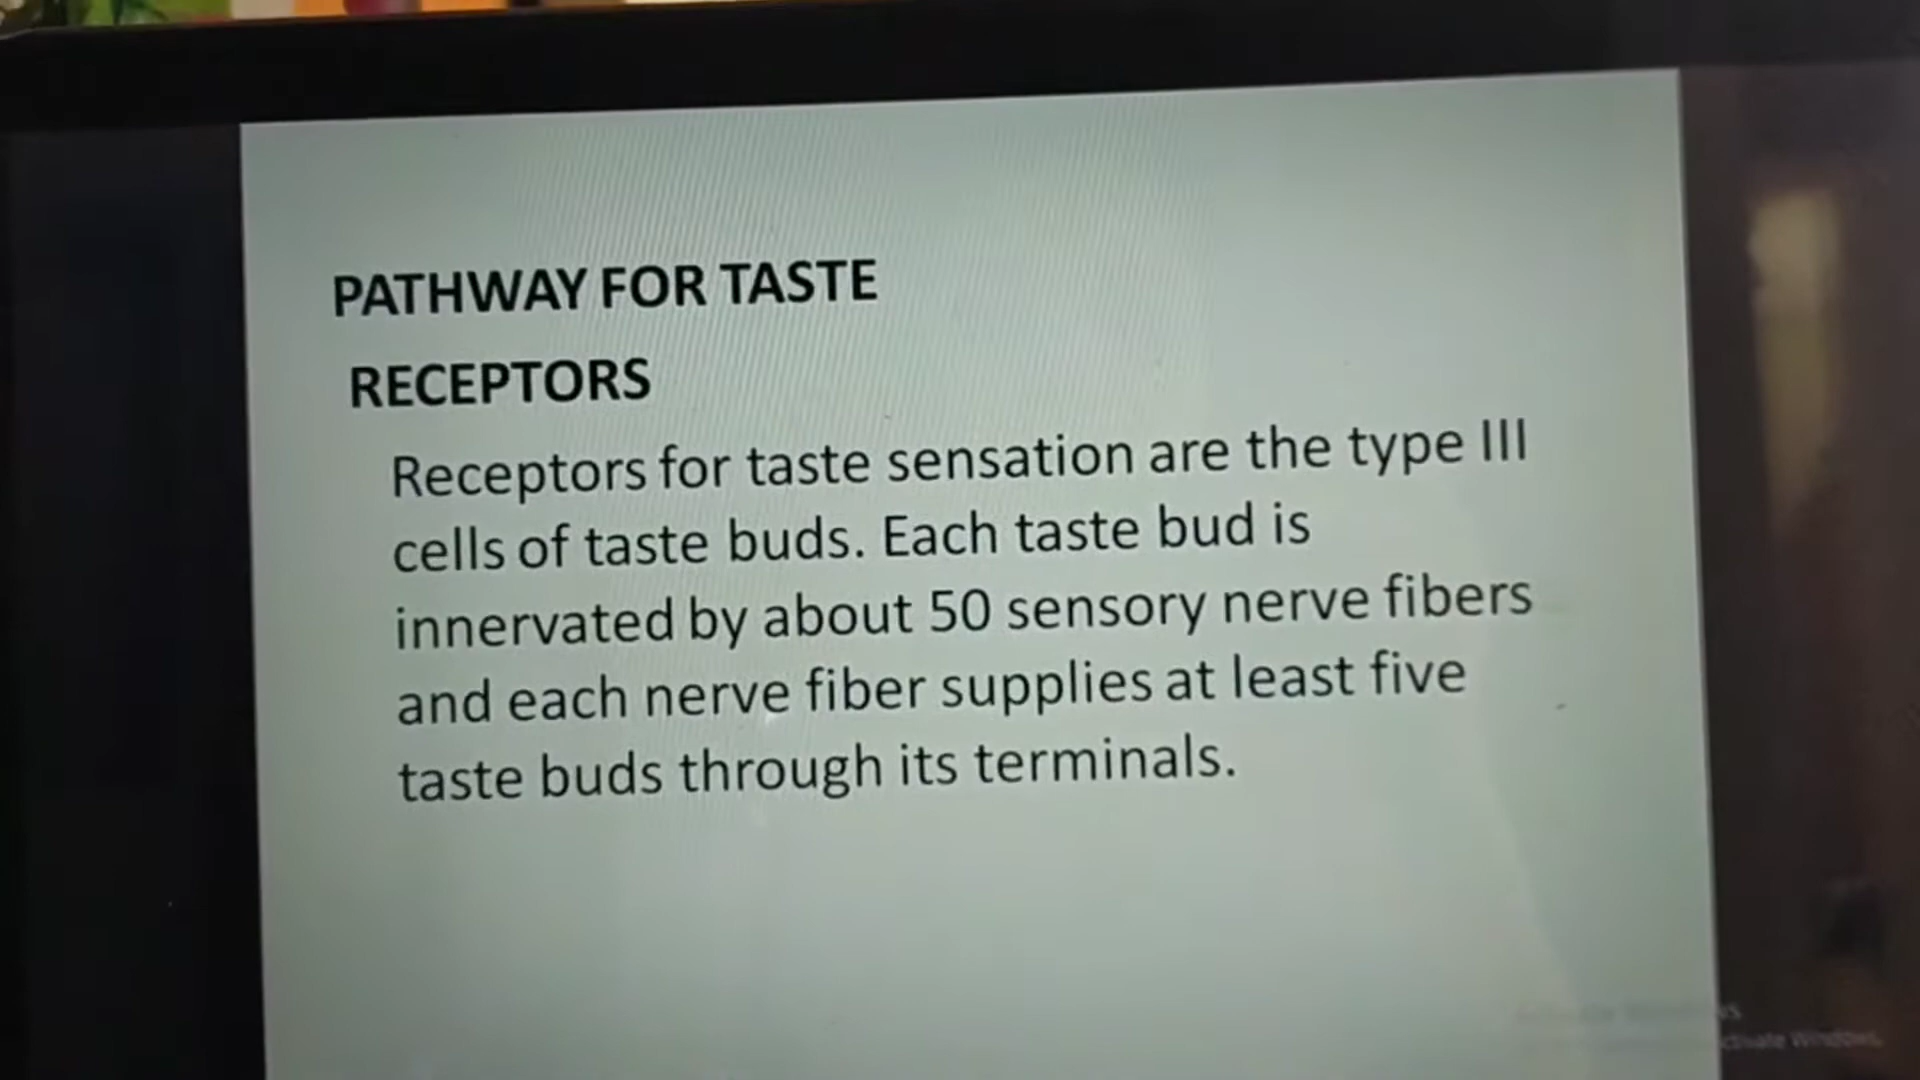 PATHWAY FOR TASTE
RECEPTORS
Receptors for taste sensation are the type III
cells of taste buds. Each taste bud is
innervated by about 50 sensory nerve fibers
and each nerve fiber supplies at least five
taste buds through its terminals.
Windows.